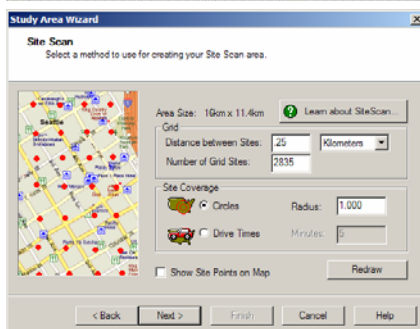 Study Area Wizard
Site Scan
Select a method to use for creating your Site Scan area.
Seattle
Area Size: 16km x 11.4km
Learn about SiteScan...
Grid
Distance between Sites: .25 Kilometers
Number of Grid Sites: 2835
Site Coverage
Circles Radius: 1.000
Drive Times Minutes: 5
Show Site Points on Map
Redraw
< Back Next > Finish Cancel Help